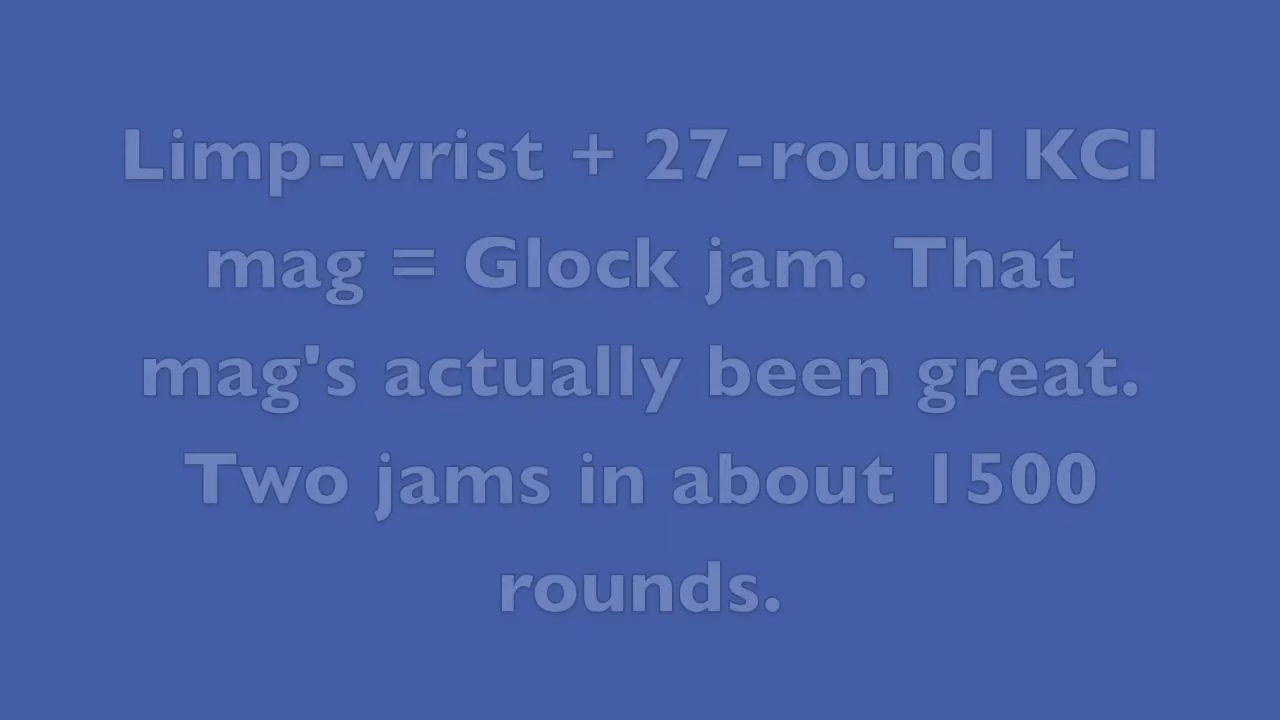 Limp-wrist + 27-round KCI
mag = Glock jam. That
mag's actually been great.
Two jams in about 1500
rounds.